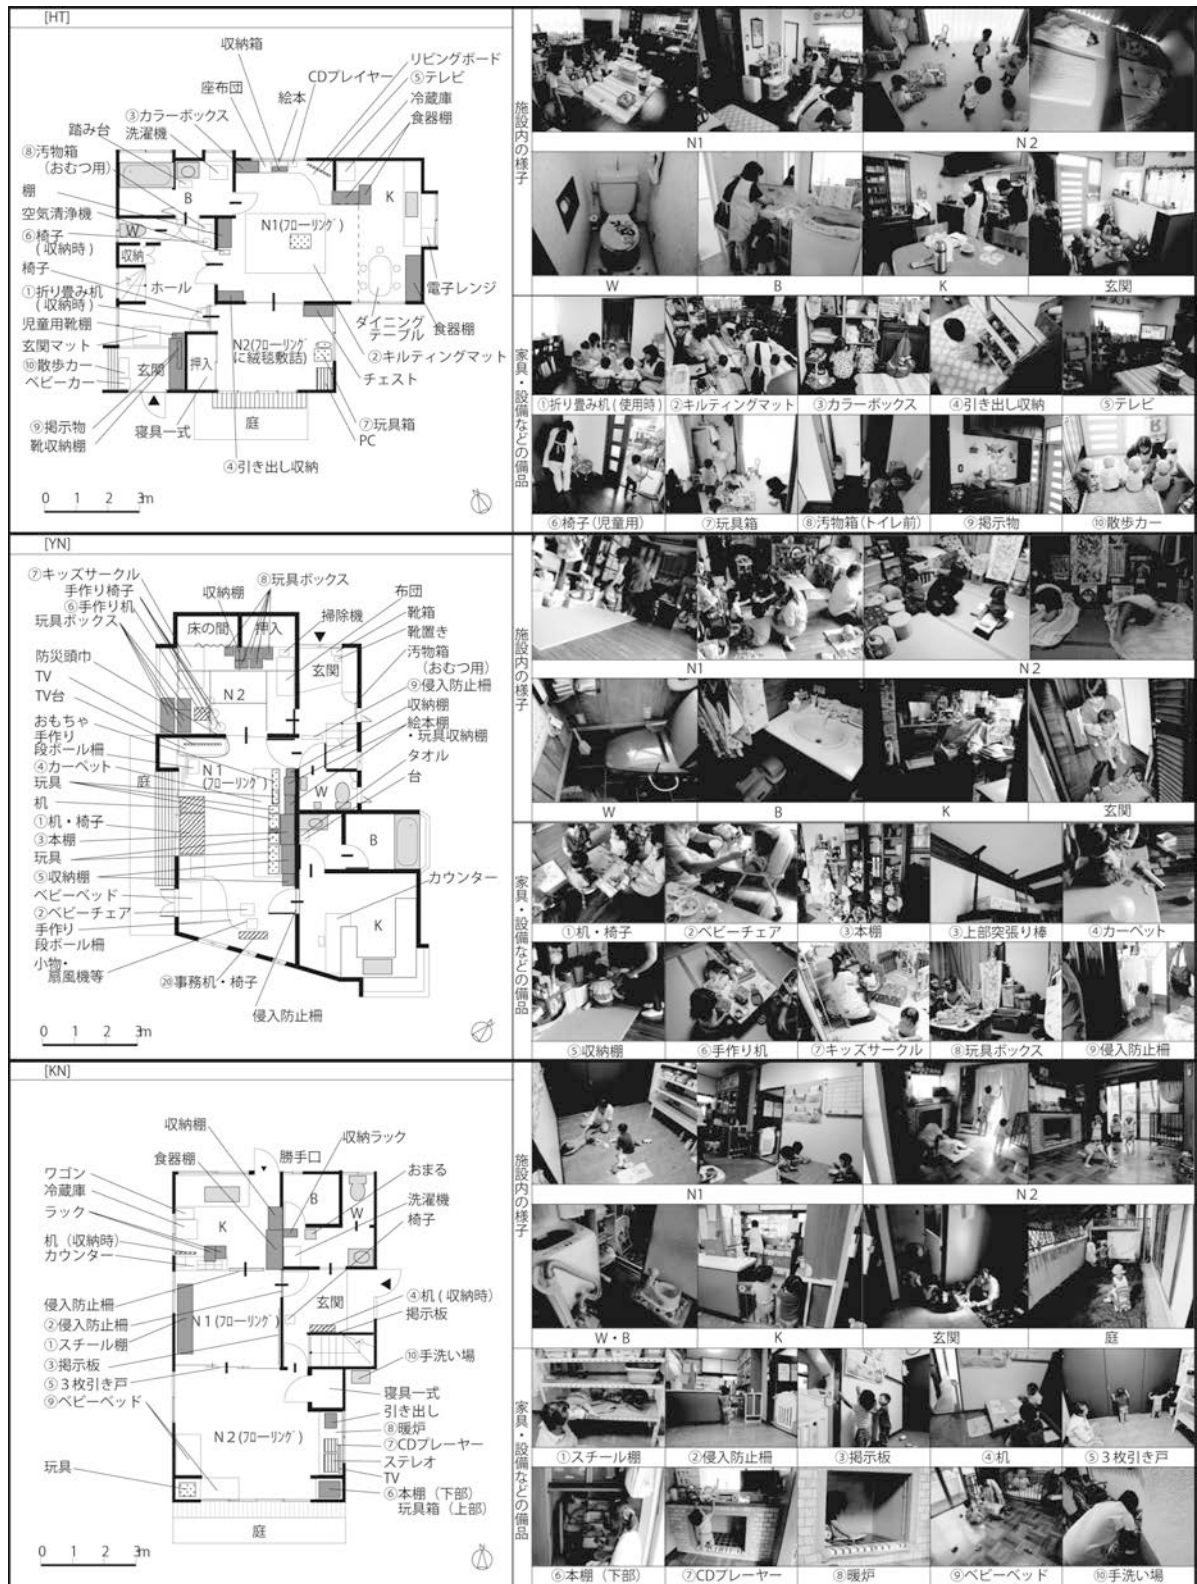 [HT]
収納箱
座布団
CDプレイヤー
絵本
リビングボード
⑤テレビ
冷蔵庫
食器棚
③カラーボックス
洗濯機
踏み台
⑧汚物箱
(おむつ用)
棚
空気清浄機
⑥椅子
(収納時)
椅子
①折り畳み机
(収納時)
児童用靴棚
玄関マット
⑩散歩カー
ベビーカー
⑨掲示物
靴収納棚
寝具一式
④引き出し収納
B
W
収納
ホール
玄関
押入
N1(フローリング)
N2(フローリング
に絨毯敷詰)
K
庭
ダイニング
テーブル
電子レンジ
食器棚
②キルティングマット
チェスト
⑦玩具箱
PC
0 1 2 3m
施設内の様子
N1
N2
W
B
K
玄関
家具・設備などの備品
①折り畳み机(使用時)
②キルティングマット
③カラーボックス
④引き出し収納
⑤テレビ
⑥椅子(児童用)
⑦玩具箱
⑧汚物箱(トイレ前)
⑨掲示物
⑩散歩カー
[YN]
⑦キッズサークル
手作り椅子
⑥手作り机
玩具ボックス
収納棚
⑧玩具ボックス
布団
掃除機
靴箱
靴置き
汚物箱
(おむつ用)
⑨侵入防止柵
収納棚
絵本棚
・玩具収納棚
タオル
台
防災頭巾
TV
TV台
おもちゃ
手作り
段ボール柵
④カーペット
玩具
机
①机・椅子
③本棚
玩具
⑤収納棚
ベビーベッド
②ベビーチェア
手作り
段ボール柵
小物・
扇風機等
⑳事務机・椅子
侵入防止柵
カウンター
床の間
押入
玄関
N2
N1
(フローリング)
庭
W
B
K
0 1 2 3m
施設内の様子
N1
N2
W
B
K
玄関
家具・設備などの備品
①机・椅子
②ベビーチェア
③本棚
③上部突張り棒
④カーペット
⑤収納棚
⑥手作り机
⑦キッズサークル
⑧玩具ボックス
⑨侵入防止柵
[KN]
収納棚
食器棚
勝手口
収納ラック
おまる
洗濯機
椅子
ワゴン
冷蔵庫
ラック
机(収納時)
カウンター
侵入防止柵
②侵入防止柵
①スチール棚
③掲示板
⑤3枚引き戸
⑨ベビーベッド
玩具
K
B
W
玄関
N1(フローリング)
④机(収納時)
掲示板
⑩手洗い場
寝具一式
引き出し
⑧暖炉
⑦CDプレーヤー
ステレオ
TV
⑥本棚(下部)
玩具箱(上部)
N2(フローリング)
庭
0 1 2 3m
施設内の様子
N1
N2
W・B
K
玄関
庭
家具・設備などの備品
①スチール棚
②侵入防止柵
③掲示板
④机
⑤3枚引き戸
⑥本棚(下部)
⑦CDプレーヤー
⑧暖炉
⑨ベビーベッド
⑩手洗い場